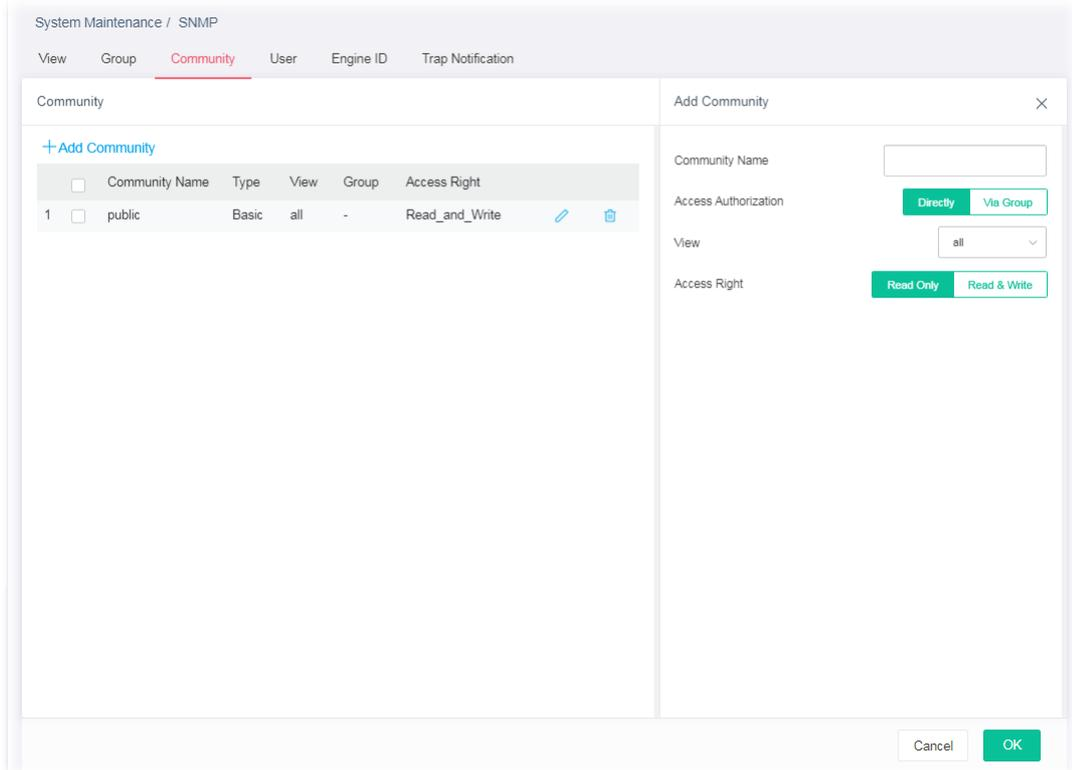 System Maintenance / SNMP
View Group Community User Engine ID Trap Notification
Community
+Add Community
Community Name Type View Group Access Right
1 public Basic all - Read_and_Write
Add Community
Community Name
Access Authorization Directly Via Group
View all
Access Right Read Only Read & Write
Cancel OK